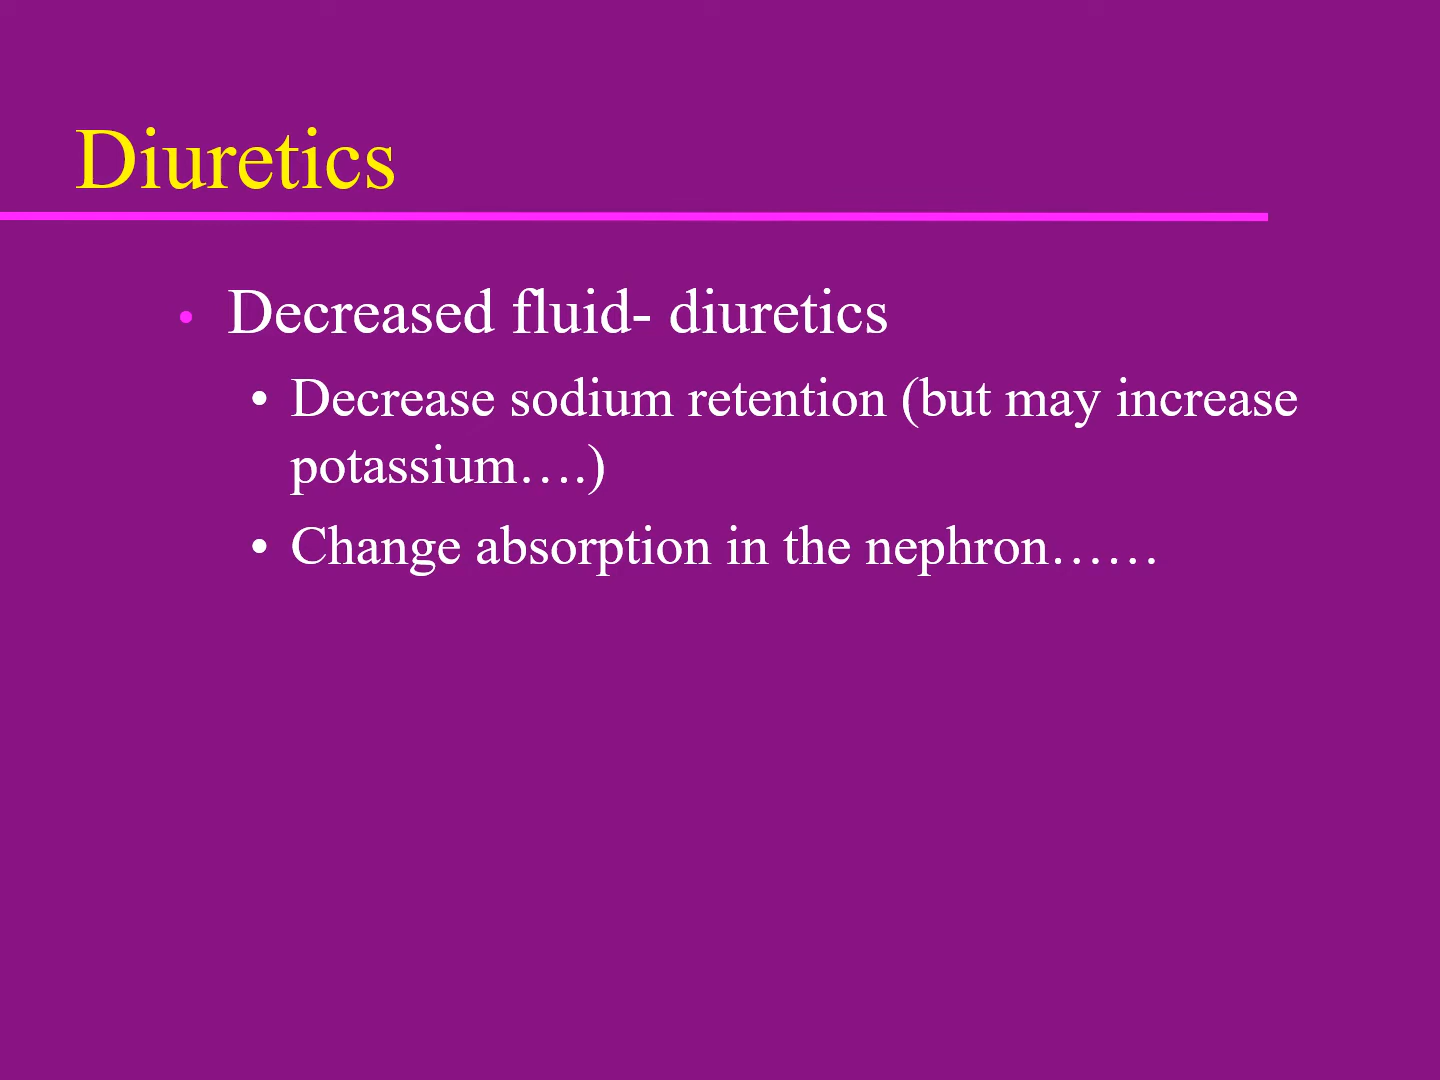 Diuretics
• Decreased fluid- diuretics
• Decrease sodium retention (but may increase
potassium….)
• Change absorption in the nephron……